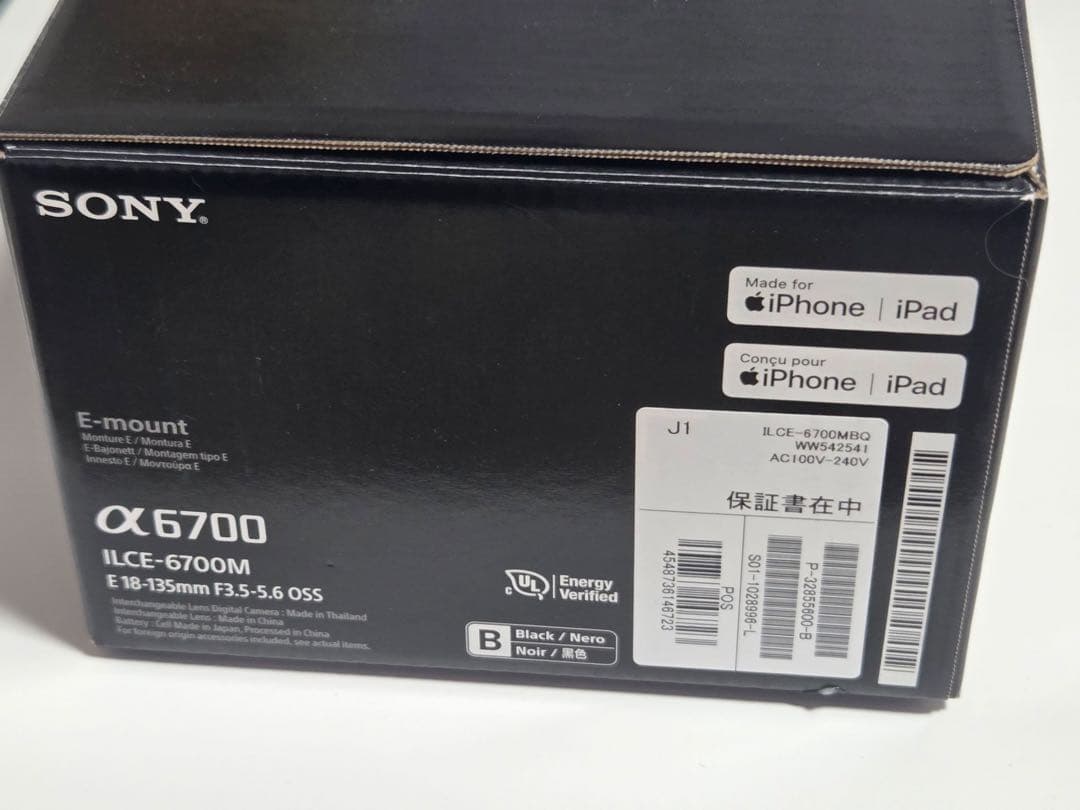 SONY®
Made for
iPhone | iPad
Conçu pour
iPhone | iPad
E-mount
Monture E / Montura E
E-Bajonett / Montagem tipo E
Innesto E / Μοντούρα E
α6700
ILCE-6700M
E 18-135mm F3.5-5.6 OSS
Interchangeable Lens Digital Camera : Made in Thailand
Interchangeable Lens : Made in China
Battery : Cell Made in Japan, Processed in China
For foreign origin accessories included, see actual items.
c UL Energy
Verified
B Black / Nero
Noir / 黒色
J1
ILCE-6700MBQ
WW542541
AC100V-240V
保証書在中
POS
4548736146723
S01-1028996-L
P-32855600-B